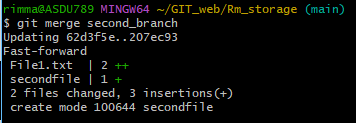 rimma@ASDU789 MINGW64 ~/GIT_web/Rm_storage (main)
$ git merge second_branch
Updating 62d3f5e..207ec93
Fast-forward
 File1.txt  | 2 ++
 secondfile | 1 +
 2 files changed, 3 insertions(+)
 create mode 100644 secondfile